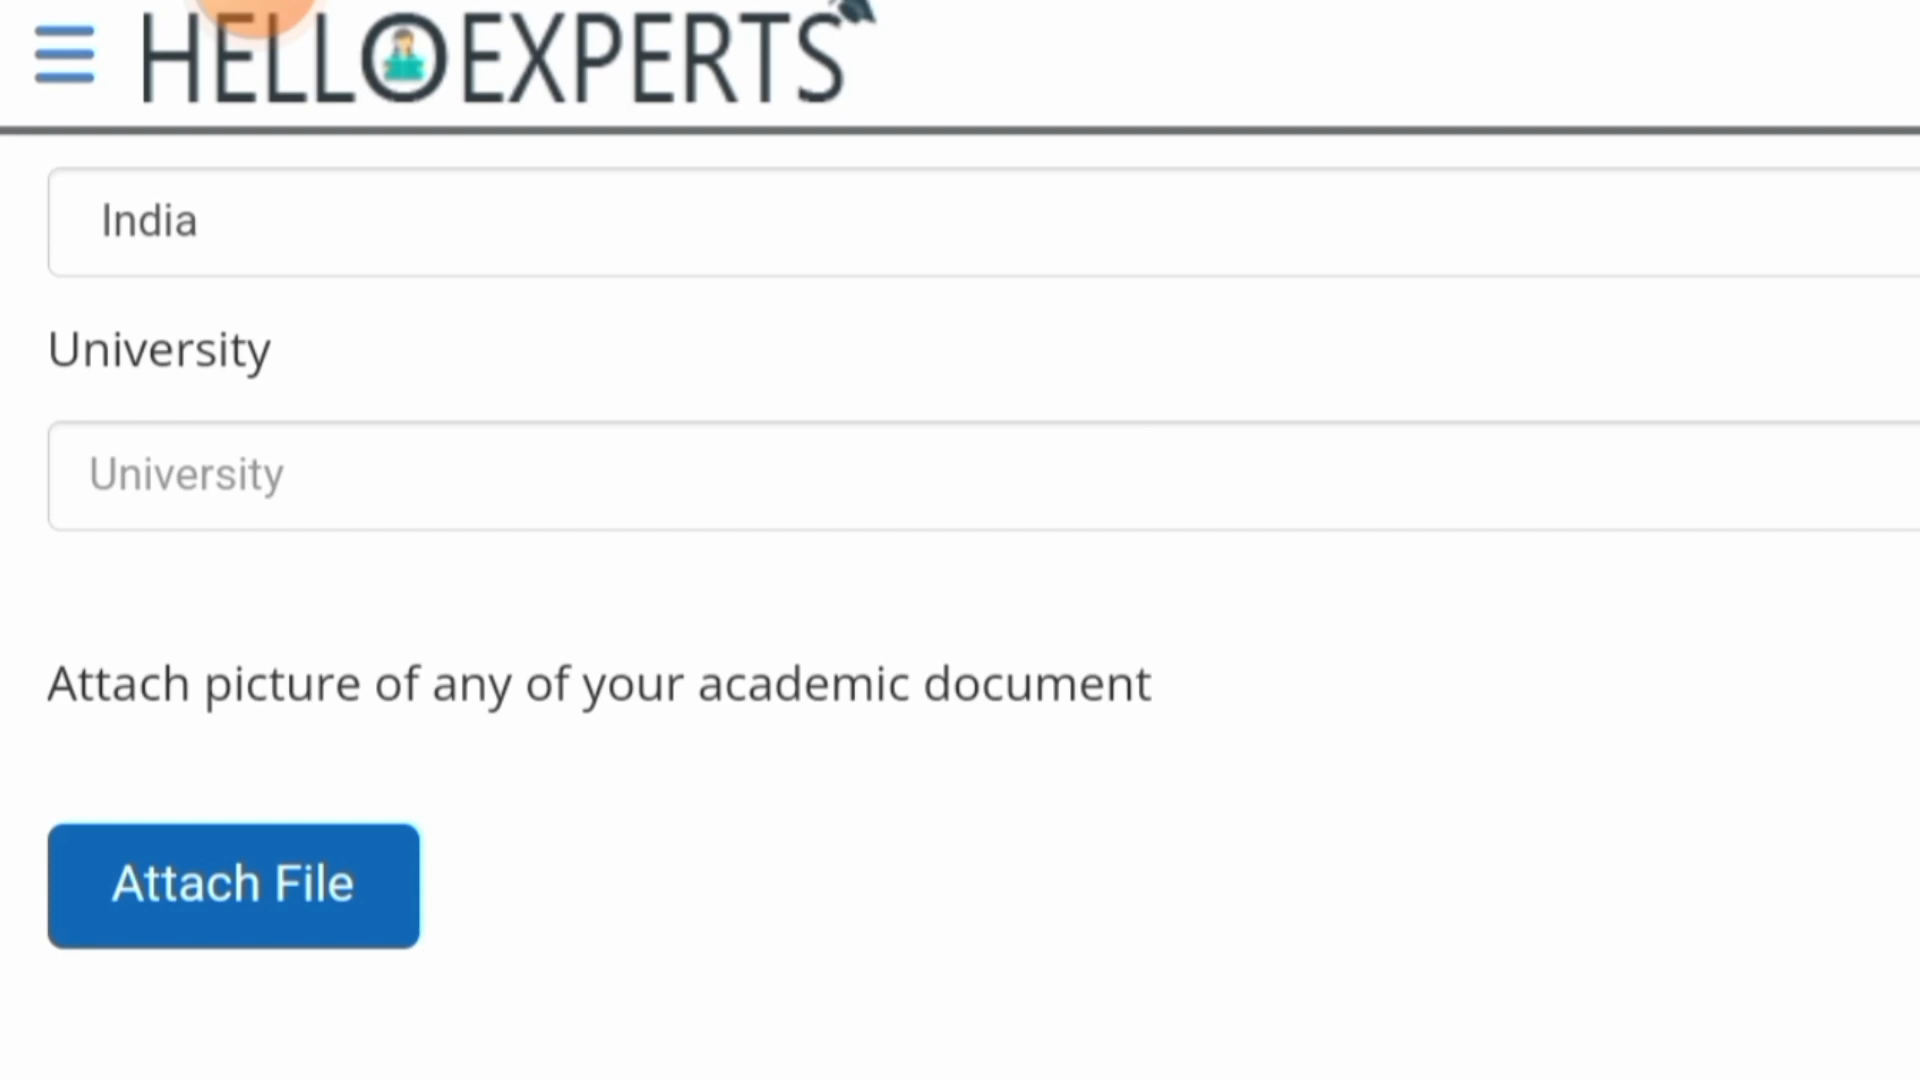 HELLOEXPERTS
India
University
University
Attach picture of any of your academic document
Attach File